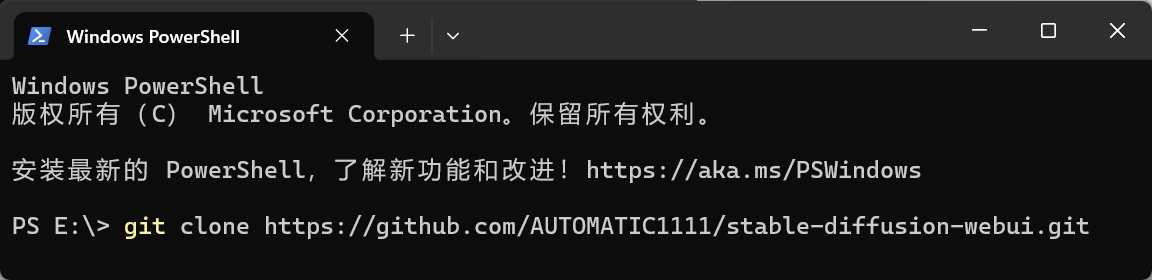 Windows PowerShell
Windows PowerShell
版权所有 (C) Microsoft Corporation。保留所有权利。
安装最新的 PowerShell,了解新功能和改进!https://aka.ms/PSWindows
PS E:\> git clone https://github.com/AUTOMATIC1111/stable-diffusion-webui.git